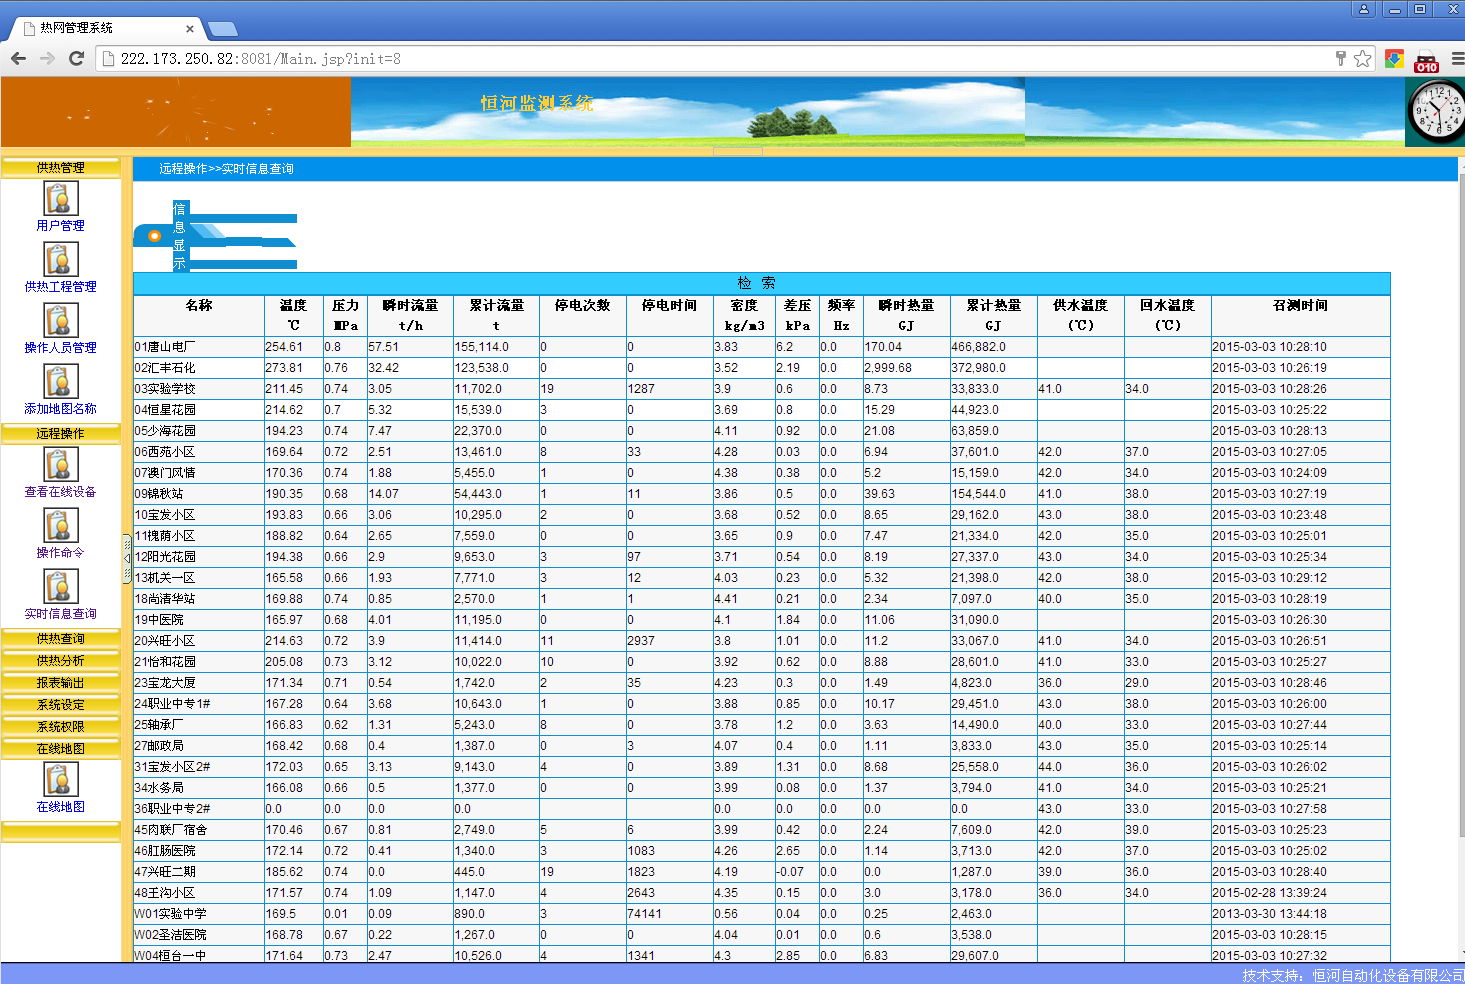 热网管理系统
222.173.250.82:8081/Main.jsp?init=8
010
恒河监测系统
供热管理
用户管理
供热工程管理
操作人员管理
添加地图名称
远程操作
查看在线设备
操作命令
实时信息查询
供热查询
供热分析
报表输出
系统设定
系统权限
在线地图
在线地图
远程操作>>实时信息查询
信
息
显
示
检 索
名称 温度 ℃ 压力 MPa 瞬时流量 t/h 累计流量 t 停电次数 停电时间 密度 kg/m3 差压 kPa 频率 Hz 瞬时热量 GJ 累计热量 GJ 供水温度 (℃) 回水温度 (℃) 召测时间
01唐山电厂 254.61 0.8 57.51 155,114.0 0 0 3.83 6.2 0.0 170.04 466,882.0 2015-03-03 10:28:10
02汇丰石化 273.81 0.76 32.42 123,538.0 0 0 3.52 2.19 0.0 2,999.68 372,980.0 2015-03-03 10:26:19
03实验学校 211.45 0.74 3.05 11,702.0 19 1287 3.9 0.6 0.0 8.73 33,833.0 41.0 34.0 2015-03-03 10:28:26
04恒星花园 214.62 0.7 5.32 15,539.0 3 0 3.69 0.8 0.0 15.29 44,923.0 2015-03-03 10:25:22
05少海花园 194.23 0.74 7.47 22,370.0 0 0 4.11 0.92 0.0 21.08 63,859.0 2015-03-03 10:28:13
06西苑小区 169.64 0.72 2.51 13,461.0 8 33 4.28 0.03 0.0 6.94 37,601.0 42.0 37.0 2015-03-03 10:27:05
07澳门风情 170.36 0.74 1.88 5,455.0 1 0 4.38 0.38 0.0 5.2 15,159.0 42.0 34.0 2015-03-03 10:24:09
09锦秋站 190.35 0.68 14.07 54,443.0 1 11 3.86 0.5 0.0 39.63 154,544.0 41.0 38.0 2015-03-03 10:27:19
10宝发小区 193.83 0.66 3.06 10,295.0 2 0 3.68 0.52 0.0 8.65 29,162.0 43.0 38.0 2015-03-03 10:23:48
11槐荫小区 188.82 0.64 2.65 7,559.0 0 0 3.65 0.9 0.0 7.47 21,334.0 42.0 35.0 2015-03-03 10:25:01
12阳光花园 194.38 0.66 2.9 9,653.0 3 97 3.71 0.54 0.0 8.19 27,337.0 43.0 34.0 2015-03-03 10:25:34
13机关一区 165.58 0.66 1.93 7,771.0 3 12 4.03 0.23 0.0 5.32 21,398.0 42.0 38.0 2015-03-03 10:29:12
18尚清华站 169.88 0.74 0.85 2,570.0 1 1 4.41 0.21 0.0 2.34 7,097.0 40.0 35.0 2015-03-03 10:28:19
19中医院 165.97 0.68 4.01 11,195.0 0 0 4.1 1.84 0.0 11.06 31,090.0 2015-03-03 10:26:30
20兴旺小区 214.63 0.72 3.9 11,414.0 11 2937 3.8 1.01 0.0 11.2 33,067.0 41.0 34.0 2015-03-03 10:26:51
21怡和花园 205.08 0.73 3.12 10,022.0 10 0 3.92 0.62 0.0 8.88 28,601.0 41.0 33.0 2015-03-03 10:25:27
23宝龙大厦 171.34 0.71 0.54 1,742.0 2 35 4.23 0.3 0.0 1.49 4,823.0 36.0 29.0 2015-03-03 10:28:46
24职业中专1# 167.28 0.64 3.68 10,643.0 1 0 3.88 0.85 0.0 10.17 29,451.0 43.0 38.0 2015-03-03 10:26:00
25轴承厂 166.83 0.62 1.31 5,243.0 8 0 3.78 1.2 0.0 3.63 14,490.0 40.0 33.0 2015-03-03 10:27:44
27邮政局 168.42 0.68 0.4 1,387.0 0 3 4.07 0.4 0.0 1.11 3,833.0 43.0 35.0 2015-03-03 10:25:14
31宝发小区2# 172.03 0.65 3.13 9,143.0 4 0 3.89 1.31 0.0 8.68 25,558.0 44.0 36.0 2015-03-03 10:26:02
34水务局 166.08 0.66 0.5 1,377.0 0 0 3.99 0.08 0.0 1.37 3,794.0 41.0 34.0 2015-03-03 10:25:21
36职业中专2# 0.0 0.0 0.0 0.0 0.0 0.0 0.0 0.0 0.0 43.0 33.0 2015-03-03 10:27:58
45肉联厂宿舍 170.46 0.67 0.81 2,749.0 5 6 3.99 0.42 0.0 2.24 7,609.0 42.0 39.0 2015-03-03 10:25:23
46肛肠医院 172.14 0.72 0.41 1,340.0 3 1083 4.26 2.65 0.0 1.14 3,713.0 42.0 37.0 2015-03-03 10:25:02
47兴旺二期 185.62 0.74 0.0 445.0 19 1823 4.19 -0.07 0.0 0.0 1,287.0 39.0 36.0 2015-03-03 10:28:40
48王沟小区 171.57 0.74 1.09 1,147.0 4 2643 4.35 0.15 0.0 3.0 3,178.0 36.0 34.0 2015-02-28 13:39:24
W01实验中学 169.5 0.01 0.09 890.0 3 74141 0.56 0.04 0.0 0.25 2,463.0 2013-03-30 13:44:18
W02圣洁医院 168.78 0.67 0.22 1,267.0 0 0 4.04 0.01 0.0 0.6 3,538.0 2015-03-03 10:28:15
W04桓台一中 171.64 0.73 2.47 10,526.0 4 1341 4.3 2.85 0.0 6.83 29,607.0 2015-03-03 10:27:32
技术支持：恒河自动化设备有限公司